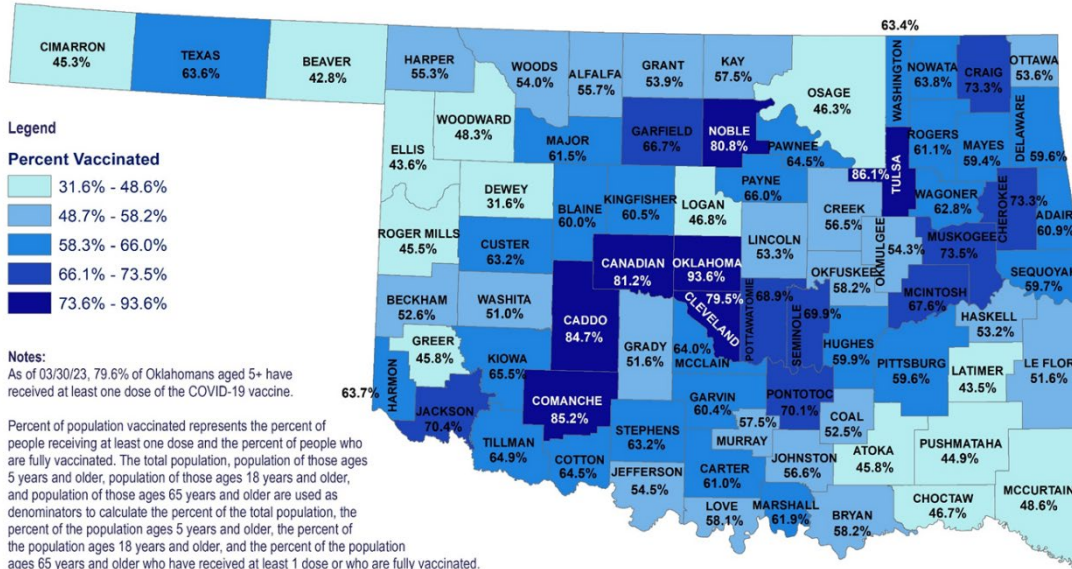 63.4%
CIMARRON
45.3%
TEXAS
63.6%
BEAVER
42.8%
HARPER
55.3%
WOODS
54.0%
ALFALFA
55.7%
GRANT
53.9%
KAY
57.5%
OSAGE
46.3%
WASHINGTON
NOWATA
63.8%
CRAIG
73.3%
OTTAWA
53.6%
ELLIS
43.6%
WOODWARD
48.3%
MAJOR
61.5%
GARFIELD
66.7%
NOBLE
80.8%
PAWNEE
64.5%
TULSA
86.1%
ROGERS
61.1%
MAYES
59.4%
DELAWARE
59.6%
Legend
Percent Vaccinated
31.6% - 48.6%
48.7% - 58.2%
58.3% - 66.0%
66.1% - 73.5%
73.6% - 93.6%
ROGER MILLS
45.5%
DEWEY
31.6%
CUSTER
63.2%
BLAINE
60.0%
KINGFISHER
60.5%
LOGAN
46.8%
PAYNE
66.0%
LINCOLN
53.3%
CREEK
56.5%
OKMULGEE
54.3%
WAGONER
62.8%
CHEROKEE
73.3%
ADAIR
60.9%
BECKHAM
52.6%
WASHITA
51.0%
CADDO
84.7%
CANADIAN
81.2%
OKLAHOMA
93.6%
CLEVELAND
79.5%
POTTAWATOMIE
68.9%
SEMINOLE
69.9%
OKFUSKEE
58.2%
MUSKOGEE
73.5%
MCINTOSH
67.6%
SEQUOYAH
59.7%
GREER
45.8%
HARMON
63.7%
JACKSON
70.4%
KIOWA
65.5%
COMANCHE
85.2%
GRADY
51.6%
64.0%
MCCLAIN
GARVIN
60.4%
PONTOTOC
70.1%
HUGHES
59.9%
PITTSBURG
59.6%
HASKELL
53.2%
LATIMER
43.5%
LE FLOR
51.6%
TILLMAN
64.9%
COTTON
64.5%
STEPHENS
63.2%
JEFFERSON
54.5%
57.5%
MURRAY
CARTER
61.0%
LOVE
58.1%
JOHNSTON
56.6%
MARSHALL
61.9%
COAL
52.5%
ATOKA
45.8%
BRYAN
58.2%
PUSHMATAHA
44.9%
CHOCTAW
46.7%
MCCURTAIN
48.6%
Notes:
As of 03/30/23, 79.6% of Oklahomans aged 5+ have
received at least one dose of the COVID-19 vaccine.
Percent of population vaccinated represents the percent of
people receiving at least one dose and the percent of people who
are fully vaccinated. The total population, population of those ages
5 years and older, population of those ages 18 years and older,
and population of those ages 65 years and older are used as
denominators to calculate the percent of the total population, the
percent of the population ages 5 years and older, the percent of
the population ages 18 years and older, and the percent of the population
ages 65 years and older who have received at least 1 dose or who are fully vaccinated.